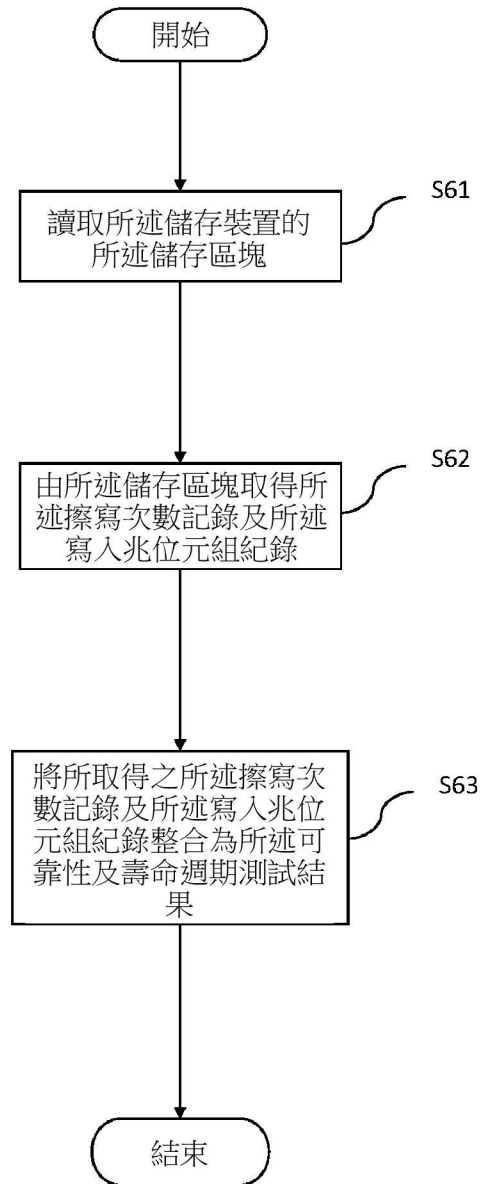 開始
S61
讀取所述儲存裝置的
所述儲存區塊
S62
由所述儲存區塊取得所
述擦寫次數記錄及所述
寫入兆位元組紀錄
S63
將所取得之所述擦寫次
數記錄及所述寫入兆位
元組紀錄整合為所述可
靠性及壽命週期測試結
果
結束